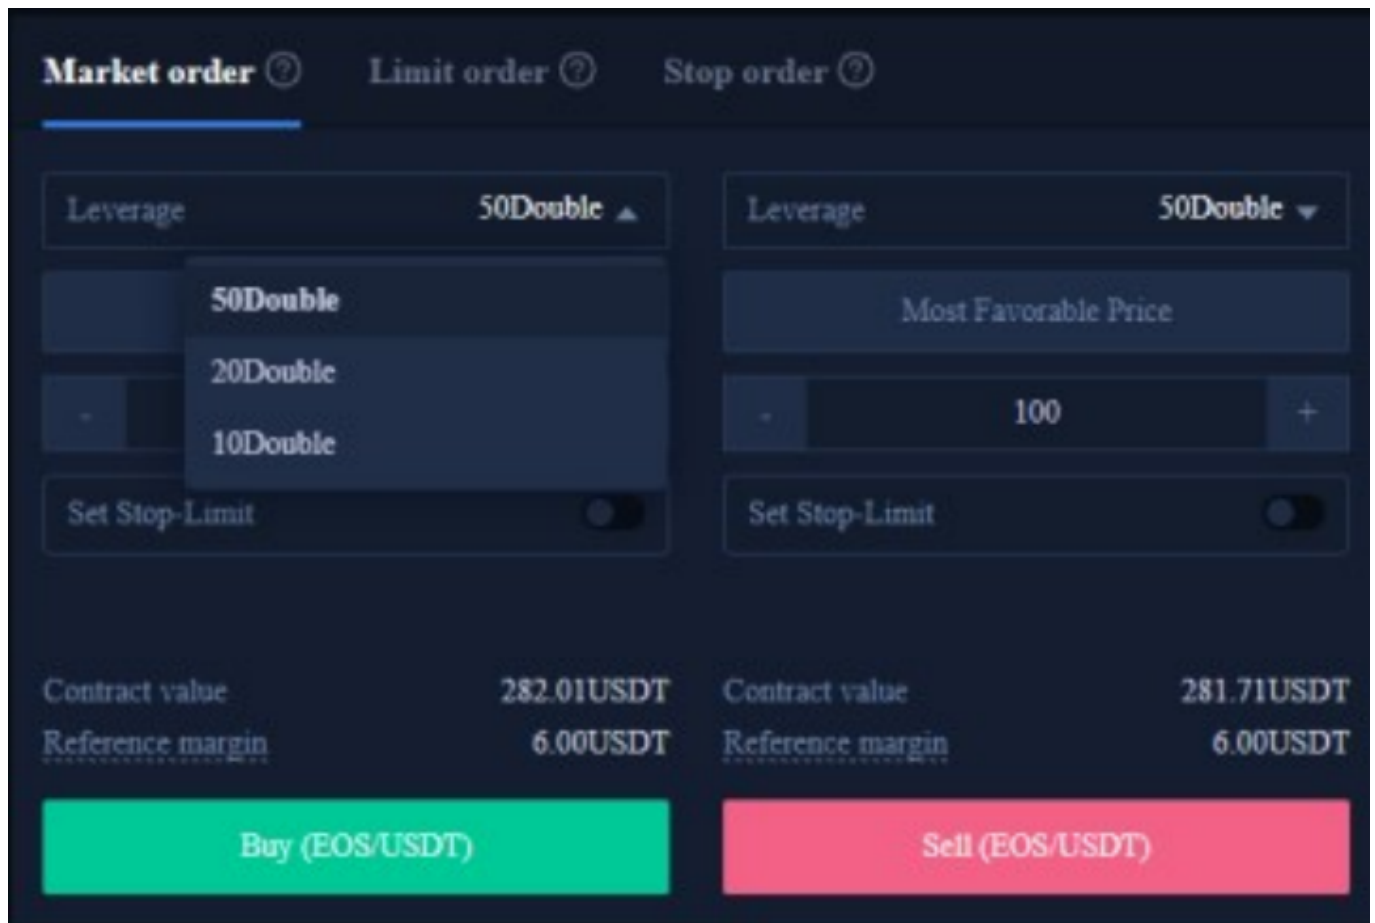 Market order ? Limit order ? Stop order ?
Leverage 50Double Leverage 50Double
50Double
Most Favorable Price
20Double
- - 100 +
10Double
Set Stop-Limit Set Stop-Limit
Contract value 282.01USDT Contract value 281.71USDT
Reference margin 6.00USDT Reference margin 6.00USDT
Buy (EOS/USDT) Sell (EOS/USDT)